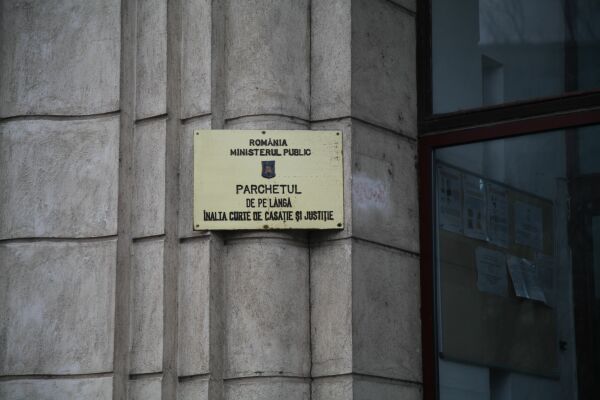 ROMÂNIA
MINISTERUL PUBLIC
PARCHETUL
DE PE LÂNGĂ
ÎNALTA CURTE DE CASAȚIE ȘI JUSTIȚIE